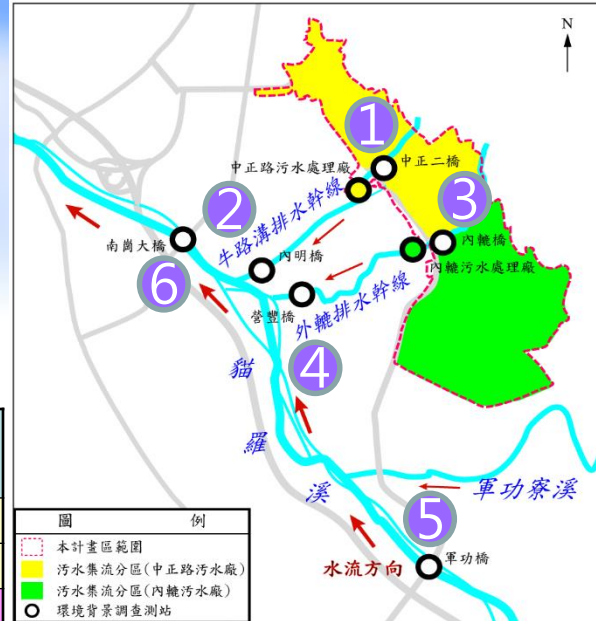 N
1
中正路污水處理廠
中正二橋
2
3
牛路溝排水幹線
南崗大橋
內明橋
內轆橋
內轆污水處理廠
6
營豐橋
外轆排水幹線
4
貓羅溪
軍功寮溪
5
水流方向
軍功橋
圖例
本計畫區範圍
污水集流分區(中正路污水廠)
污水集流分區(內轆污水廠)
環境背景調查測站